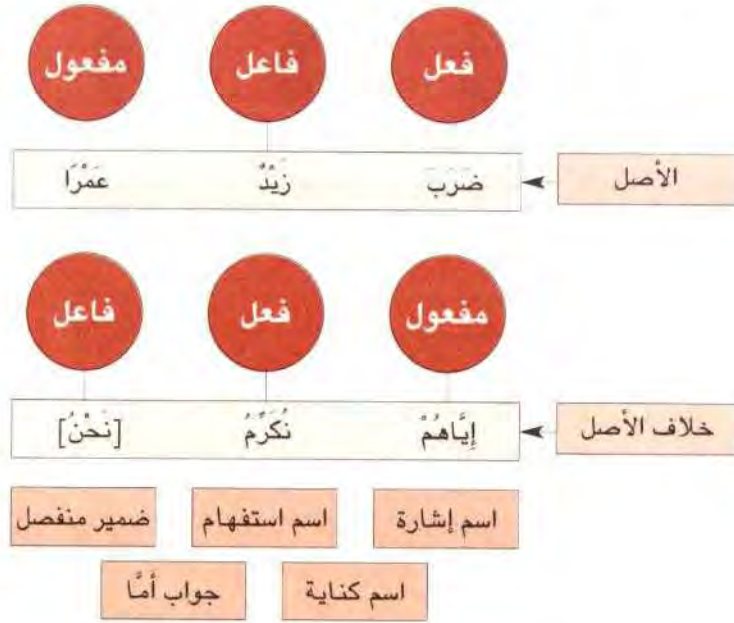 فعل فاعل مفعول
الأصل ضَرَبَ زَيْدٌ عَمْرًا
مفعول فعل فاعل
خلاف الأصل إِيَّاهُمْ نُكَرِّمُ [نَحْنُ]
اسم إشارة اسم استفهام ضمير منفصل
اسم كناية جواب أمَّا